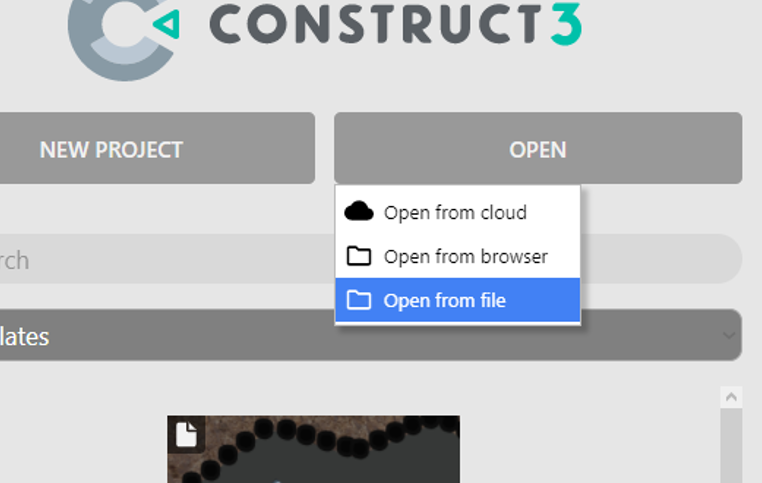 CONSTRUCT3
NEW PROJECT
OPEN
Open from cloud
Open from browser
Open from file
rch
lates